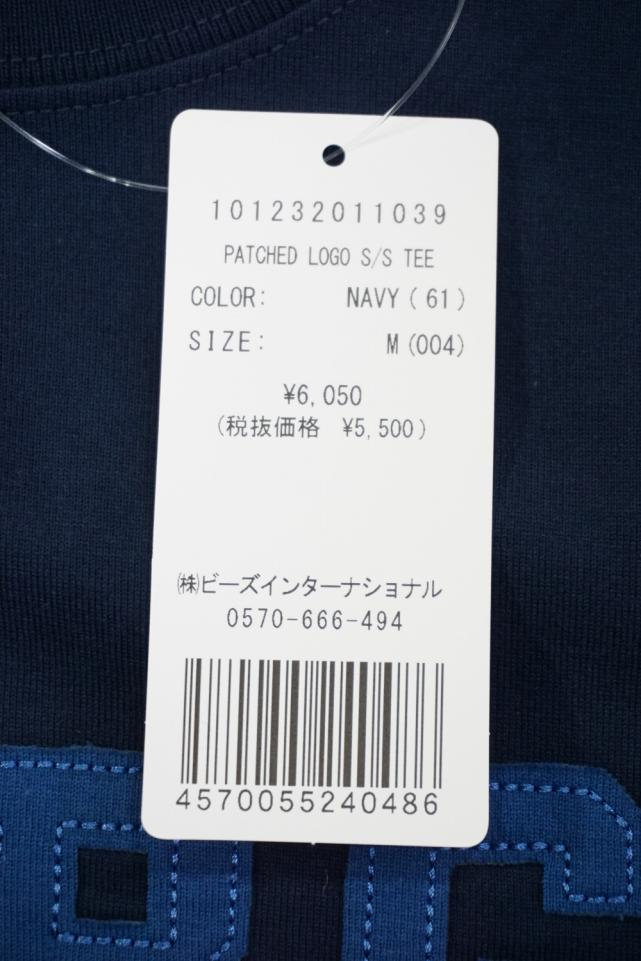 101232011039
PATCHED LOGO S/S TEE
COLOR: NAVY(61)
SIZE: M(004)
¥6,050
(税抜価格 ¥5,500)
㈱ビーズインターナショナル
0570-666-494
4570055240486